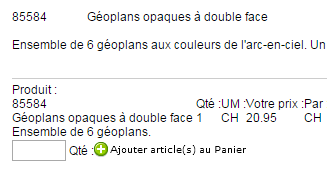 85584 Géoplans opaques à double face
Ensemble de 6 géoplans aux couleurs de l'arc-en-ciel. Un
Produit :
85584 Qté :UM :Votre prix :Par
Géoplans opaques à double face 1 CH 20.95 CH
Ensemble de 6 géoplans.
Qté : Ajouter article(s) au Panier